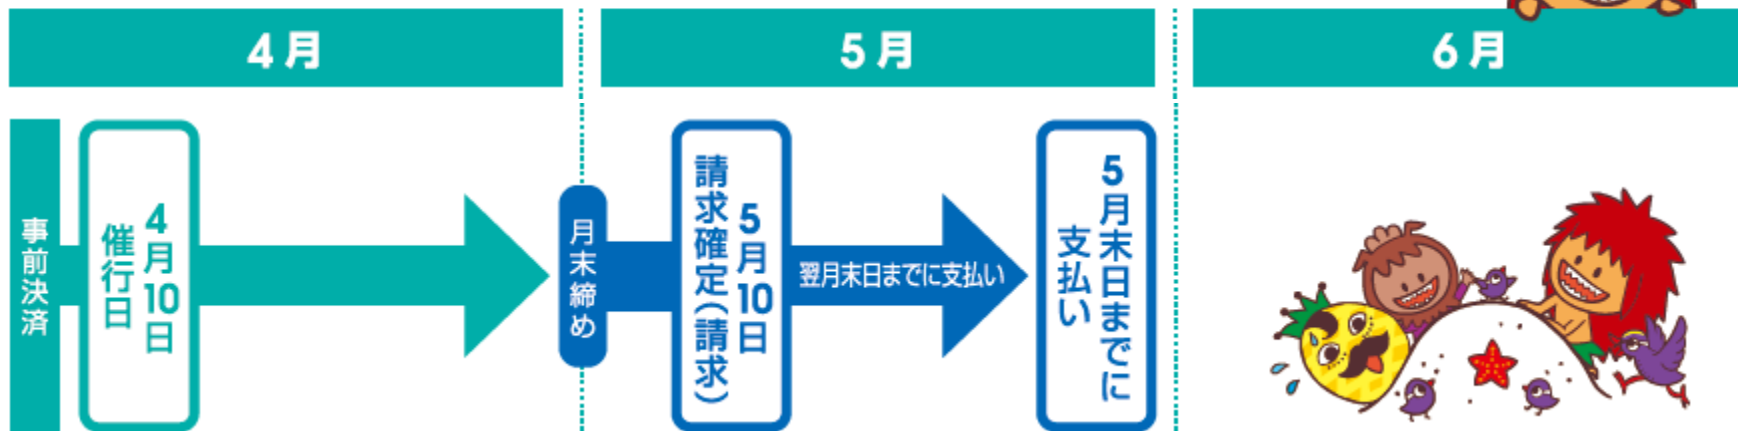 4月
5月
6月
事前決済
4月10日
催行日
月末締め
5月10日
請求確定(請求)
翌月末日までに支払い
5月末日までに
支払い